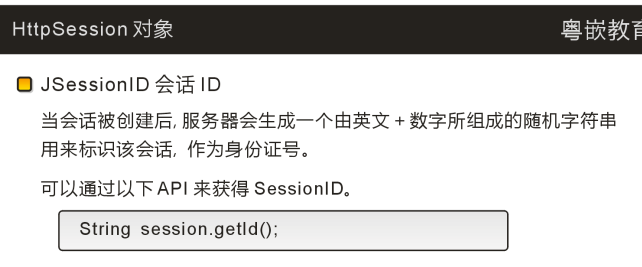 HttpSession 对象
粤嵌教育
JSessionID 会话 ID
当会话被创建后, 服务器会生成一个由英文 + 数字所组成的随机字符串
用来标识该会话, 作为身份证号。
可以通过以下 API 来获得 SessionID。
String session.getId();